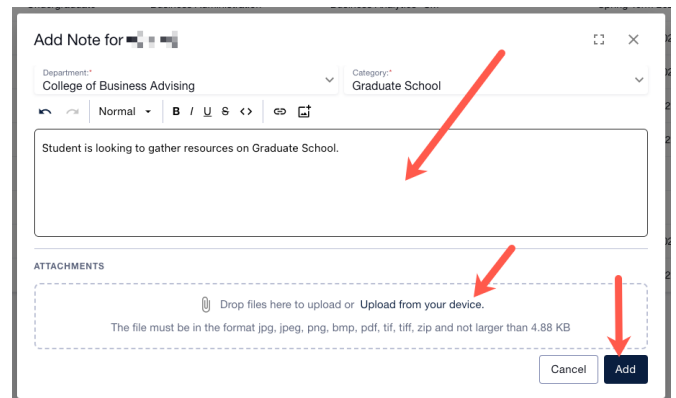 Add Note for
Department:*
College of Business Advising
Category:*
Graduate School
Normal
B I U S <>
Student is looking to gather resources on Graduate School.
ATTACHMENTS
Drop files here to upload or Upload from your device.
The file must be in the format jpg, jpeg, png, bmp, pdf, tif, tiff, zip and not larger than 4.88 KB
Cancel
Add